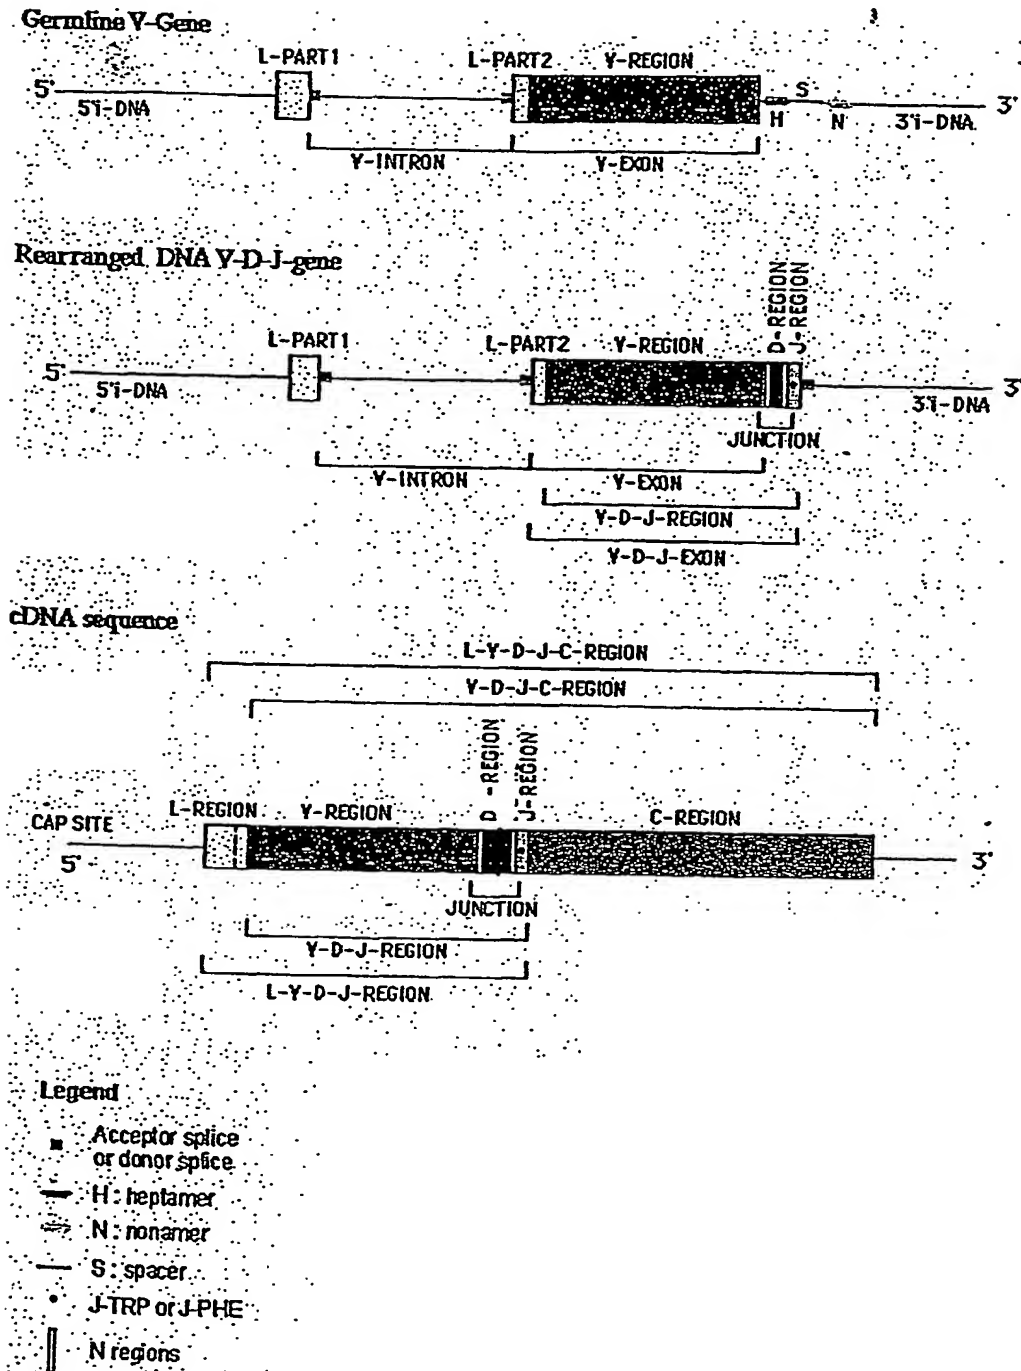 Germline V-Gene
3
L-PART1
L-PART2
V-REGION
5'
5'i-DNA
S
H
N
3'i-DNA
3'
V-INTRON
V-EXON
Rearranged DNA V-D-J-gene
D-REGION
J-REGION
L-PART1
L-PART2
V-REGION
5'
5'i-DNA
3'i-DNA
3'
JUNCTION
V-INTRON
V-EXON
V-D-J-REGION
V-D-J-EXON
cDNA sequence
L-V-D-J-C-REGION
V-D-J-C-REGION
D -REGION
J-REGION
L-REGION
V-REGION
C-REGION
CAP SITE
5'
3'
JUNCTION
V-D-J-REGION
L-V-D-J-REGION
Legend
Acceptor splice
or donor splice
H : heptamer
N : nonamer
S : spacer
J-TRP or J-PHE
N regions